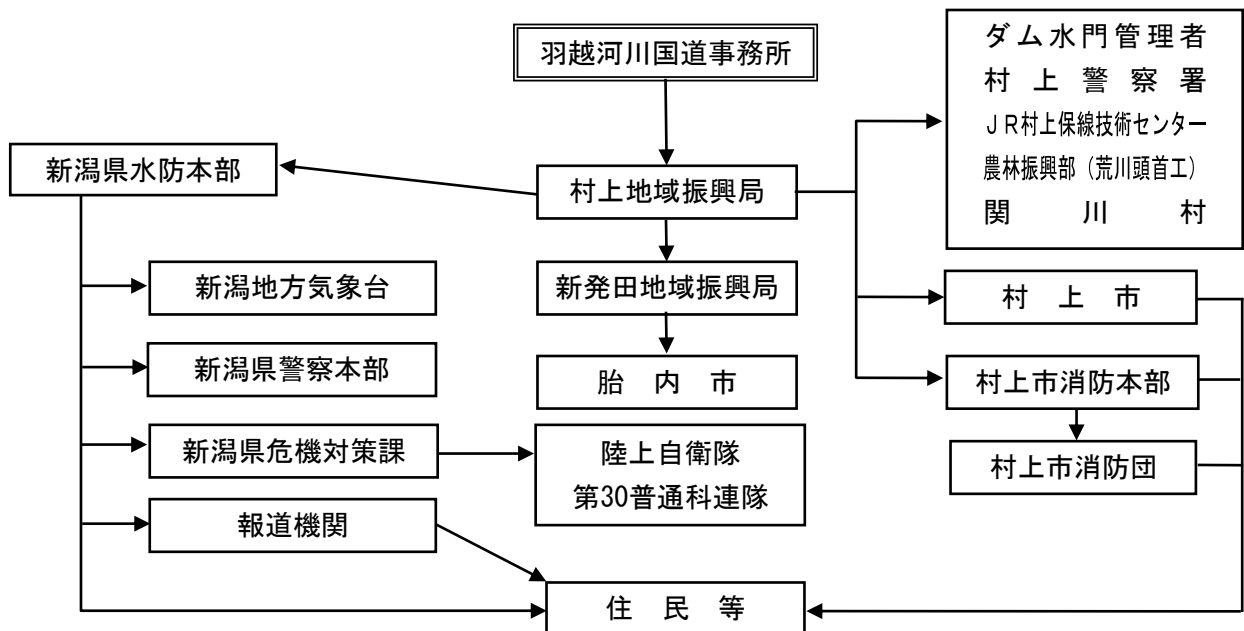 羽越河川国道事務所
ダム水門管理者
村上警察署
ＪＲ村上保線技術センター
農林振興部（荒川頭首工）
関川村
新潟県水防本部
村上地域振興局
新潟地方気象台
新発田地域振興局
村上市
新潟県警察本部
胎内市
村上市消防本部
新潟県危機対策課
陸上自衛隊
第30普通科連隊
村上市消防団
報道機関
住民等